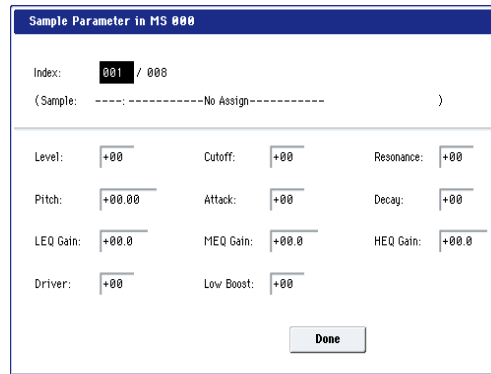 Sample Parameter in MS 000
Index: 001 / 008
(Sample: ----: -----------No Assign----------- )
Level: +00 Cutoff: +00 Resonance: +00
Pitch: +00.00 Attack: +00 Decay: +00
LEQ Gain: +00.0 MEQ Gain: +00.0 HEQ Gain: +00.0
Driver: +00 Low Boost: +00
Done